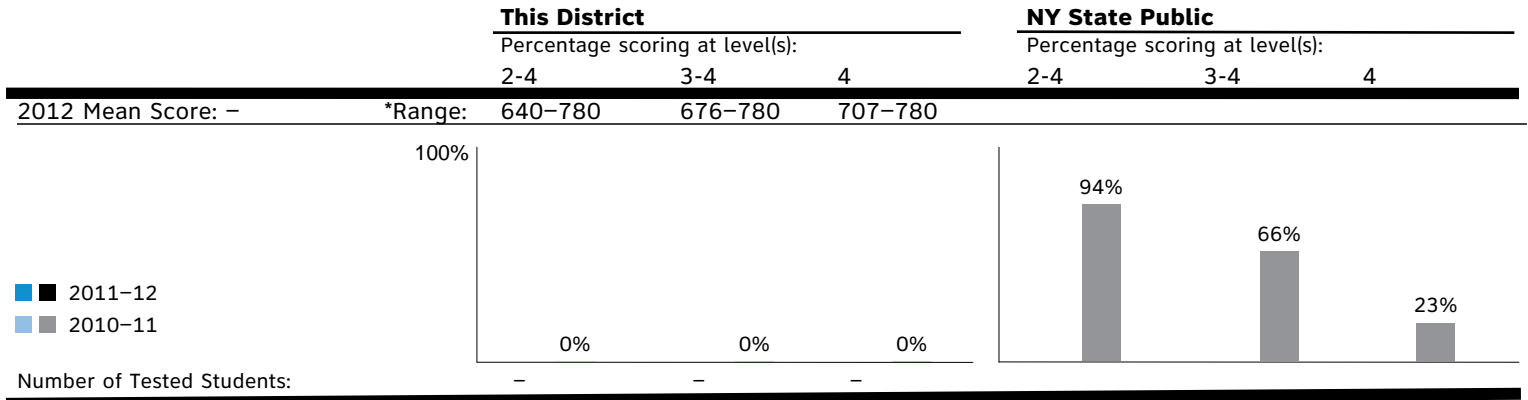 This District NY State Public
Percentage scoring at level(s): Percentage scoring at level(s):
2-4 3-4 4 2-4 3-4 4
2012 Mean Score: – *Range: 640–780 676–780 707–780
100%
94%
66%
23%
2011–12
2010–11
0% 0% 0%
Number of Tested Students: – – –